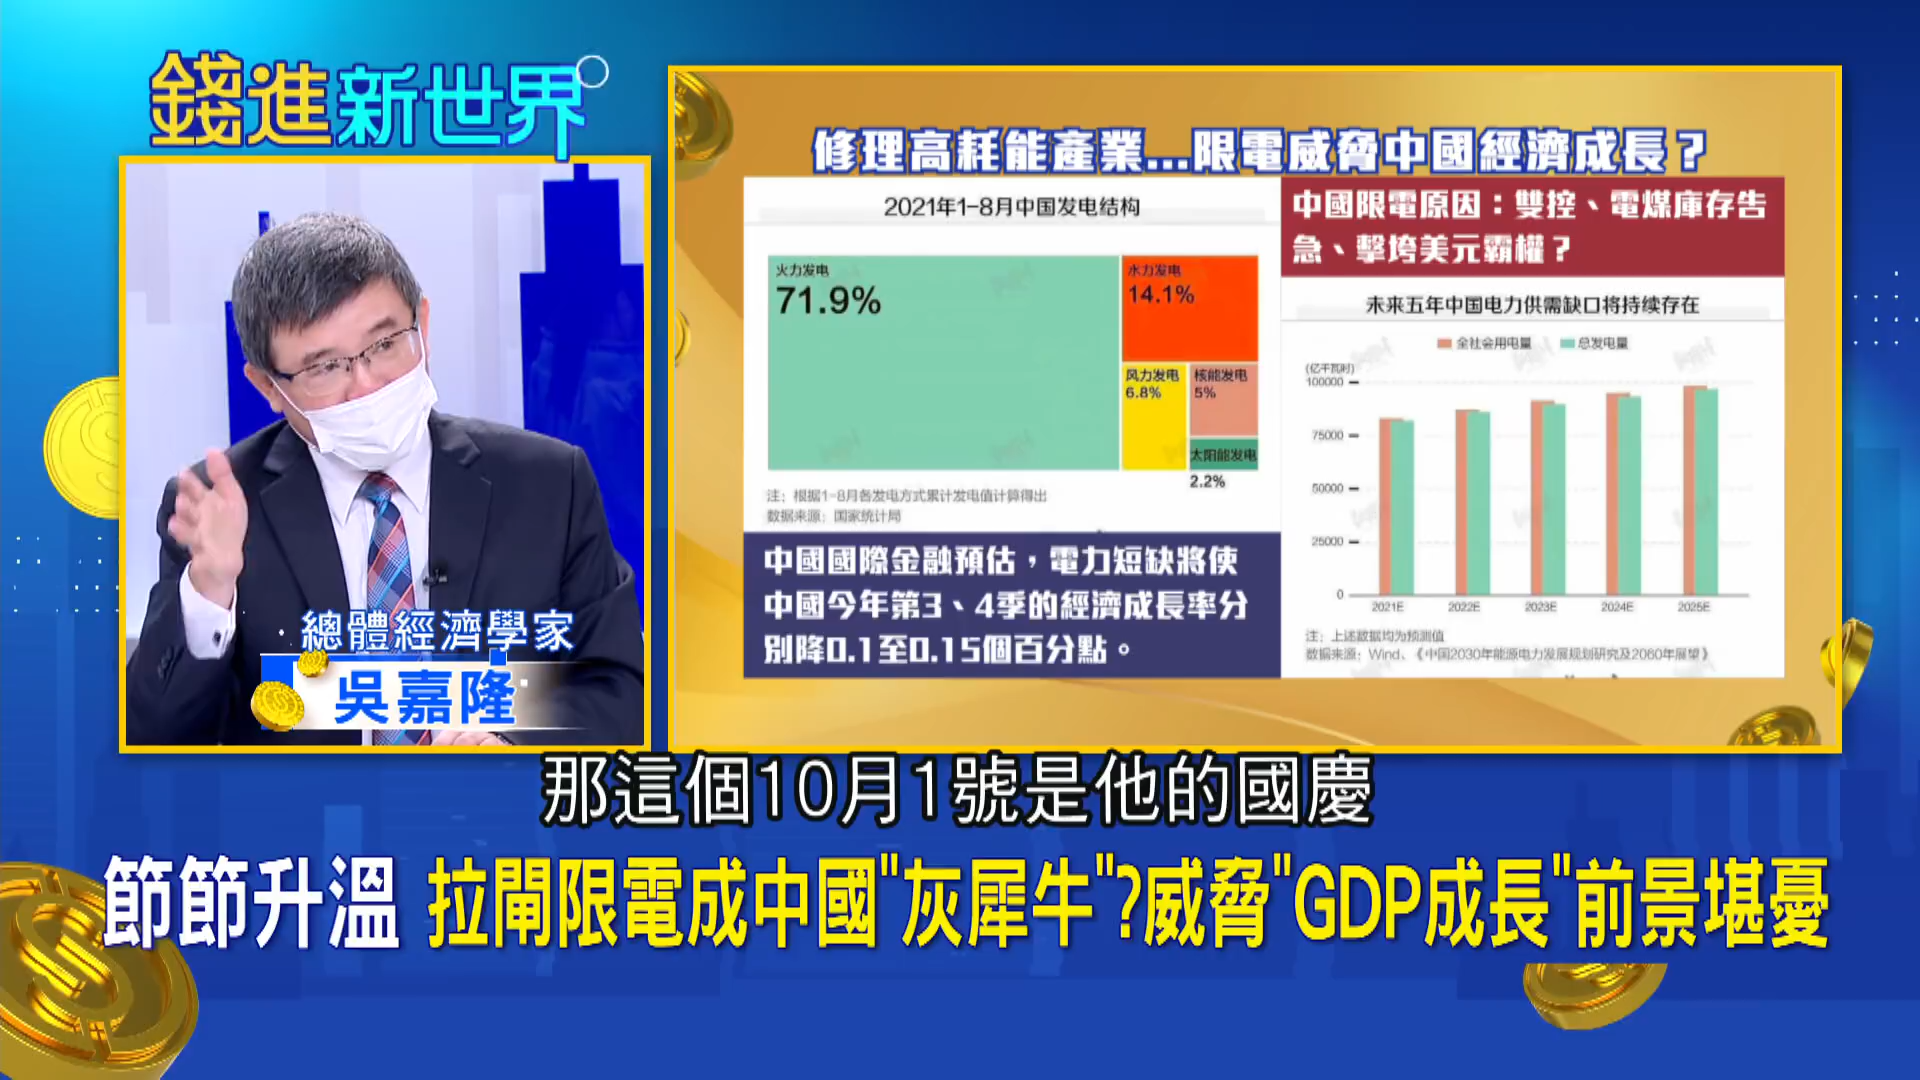 錢進新世界
修理高耗能產業...限電威脅中國經濟成長？
2021年1-8月中国发电结构
火力发电
71.9%
水力发电
14.1%
风力发电
6.8%
核能发电
5%
太阳能发电
2.2%
注：根据1-8月各发电方式累计发电值计算得出
数据来源：国家统计局
中國國際金融預估，電力短缺將使
中國今年第3、4季的經濟成長率分
別降0.1至0.15個百分點。
中國限電原因：雙控、電煤庫存告
急、擊垮美元霸權？
未来五年中国电力供需缺口将持续存在
全社会用电量 总发电量
(亿千瓦时)
100000
75000
50000
25000
0
2021E 2022E 2023E 2024E 2025E
注：上述数据均为预测值
数据来源：Wind、《中国2030年能源电力发展规划研究及2060年展望》
總體經濟學家
吳嘉隆
那這個10月1號是他的國慶
節節升溫 拉閘限電成中國"灰犀牛"?威脅"GDP成長"前景堪憂